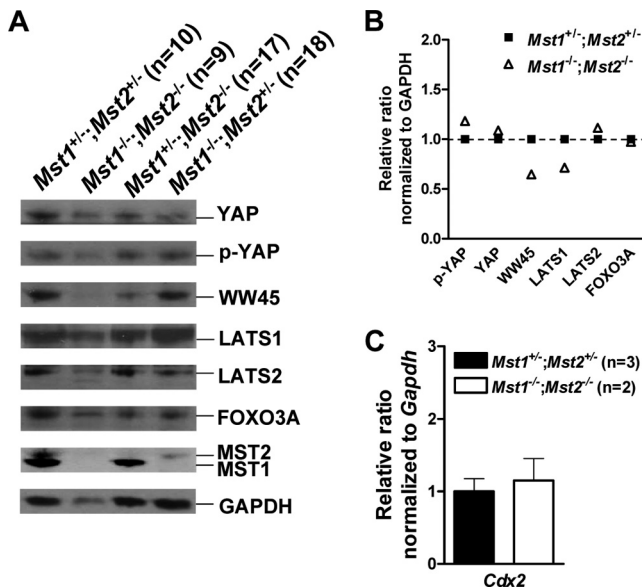 A
Mst1+/-;Mst2+/- (n=10)
Mst1-/-;Mst2-/- (n=9)
Mst1+/-;Mst2-/- (n=17)
Mst1-/-;Mst2+/- (n=18)
YAP
p-YAP
WW45
LATS1
LATS2
FOXO3A
MST2
MST1
GAPDH
B
Relative ratio
normalized to GAPDH
2.0
1.5
1.0
0.5
0.0
Mst1+/-;Mst2+/-
Mst1-/-;Mst2-/-
p-YAP
YAP
WW45
LATS1
LATS2
FOXO3A
C
Relative ratio
normalized to Gapdh
3
2
1
0
Mst1+/-;Mst2+/- (n=3)
Mst1-/-;Mst2-/- (n=2)
Cdx2